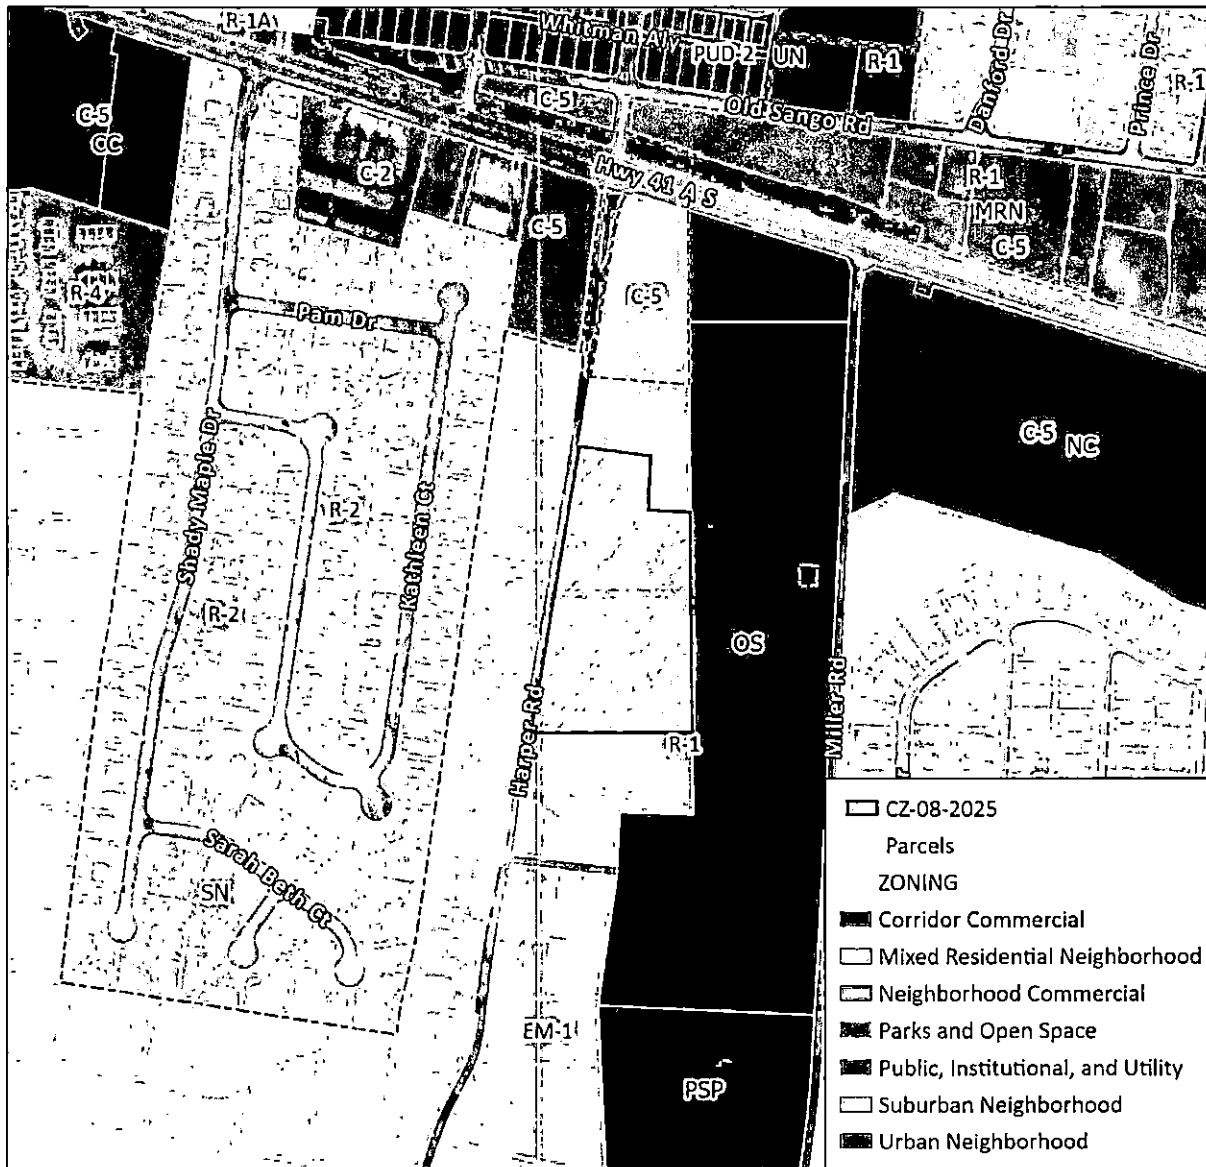 R-1A
Whitman Aly
PUD-2
UN
R-1
Danford Dr
Prince Dr
R-1
C-5
CC
C-5
Old Sango Rd
C-2
Hwy 41 A S
R-1
MRN
C-5
C-5
R-4
Pam Dr
C-5
C-5
NC
Shady Maple Dr
R-2
Kathleen Ct
R-2
OS
Harper Rd
R-1
Miller Rd
Sarah Beth Ct
SN
EM-1
PSP
CZ-08-2025
Parcels
ZONING
Corridor Commercial
Mixed Residential Neighborhood
Neighborhood Commercial
Parks and Open Space
Public, Institutional, and Utility
Suburban Neighborhood
Urban Neighborhood